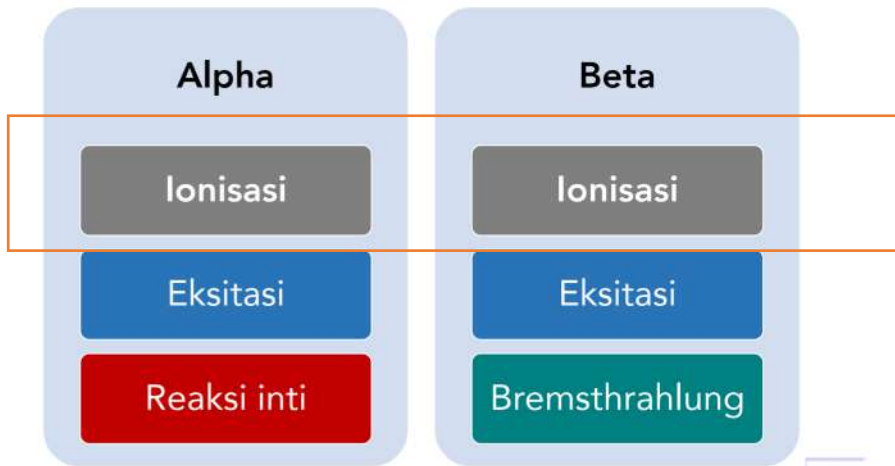 Alpha
Ionisasi
Eksitasi
Reaksi inti
Beta
Ionisasi
Eksitasi
Bremsthrahlung